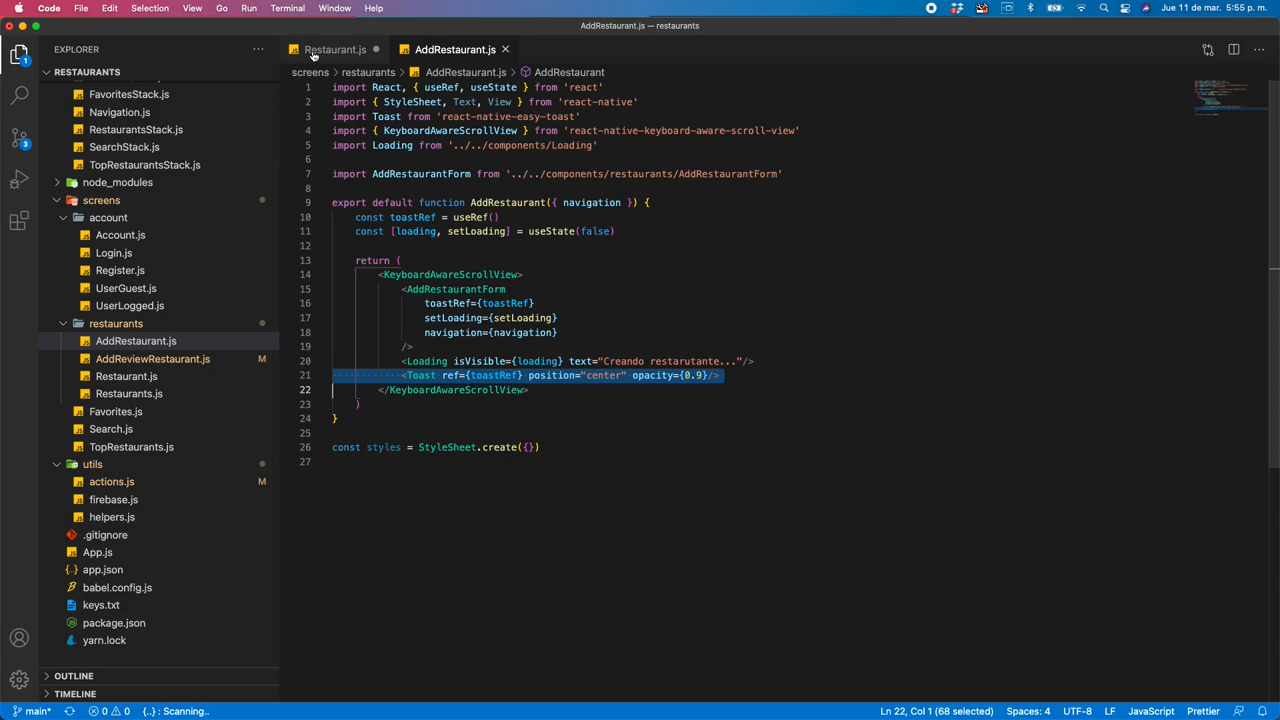 Code File Edit Selection View Go Run Terminal Window Help Jue 11 de mar. 5:55 p. m.
AddRestaurant.js — restaurants
EXPLORER
Restaurant.js
AddRestaurant.js
RESTAURANTS
screens > restaurants > AddRestaurant.js > AddRestaurant
FavoritesStack.js
Navigation.js
RestaurantsStack.js
SearchStack.js
TopRestaurantsStack.js
node_modules
screens
account
Account.js
Login.js
Register.js
UserGuest.js
UserLogged.js
restaurants
AddRestaurant.js
AddReviewRestaurant.js M
Restaurant.js
Restaurants.js
Favorites.js
Search.js
TopRestaurants.js
utils
actions.js M
firebase.js
helpers.js
.gitignore
App.js
app.json
babel.config.js
keys.txt
package.json
yarn.lock
OUTLINE
TIMELINE
1
3
1 import React, { useRef, useState } from 'react'
2 import { StyleSheet, Text, View } from 'react-native'
3 import Toast from 'react-native-easy-toast'
4 import { KeyboardAwareScrollView } from 'react-native-keyboard-aware-scroll-view'
5 import Loading from '../../components/Loading'
6
7 import AddRestaurantForm from '../../components/restaurants/AddRestaurantForm'
8
9 export default function AddRestaurant({ navigation }) {
10 const toastRef = useRef()
11 const [loading, setLoading] = useState(false)
12
13 return (
14 <KeyboardAwareScrollView>
15 <AddRestaurantForm
16 toastRef={toastRef}
17 setLoading={setLoading}
18 navigation={navigation}
19 />
20 <Loading isVisible={loading} text="Creando restarutante..."/>
21 <Toast ref={toastRef} position="center" opacity={0.9}/>
22 </KeyboardAwareScrollView>
23 )
24 }
25
26 const styles = StyleSheet.create({})
27
main* 0 0 {..} : Scanning.. Ln 22, Col 1 (68 selected) Spaces: 4 UTF-8 LF JavaScript Prettier